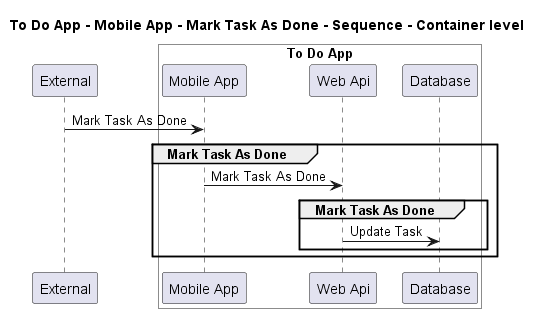 To Do App - Mobile App - Mark Task As Done - Sequence - Container level
To Do App
External Mobile App Web Api Database
Mark Task As Done
Mark Task As Done
Mark Task As Done
Mark Task As Done
Update Task
External Mobile App Web Api Database